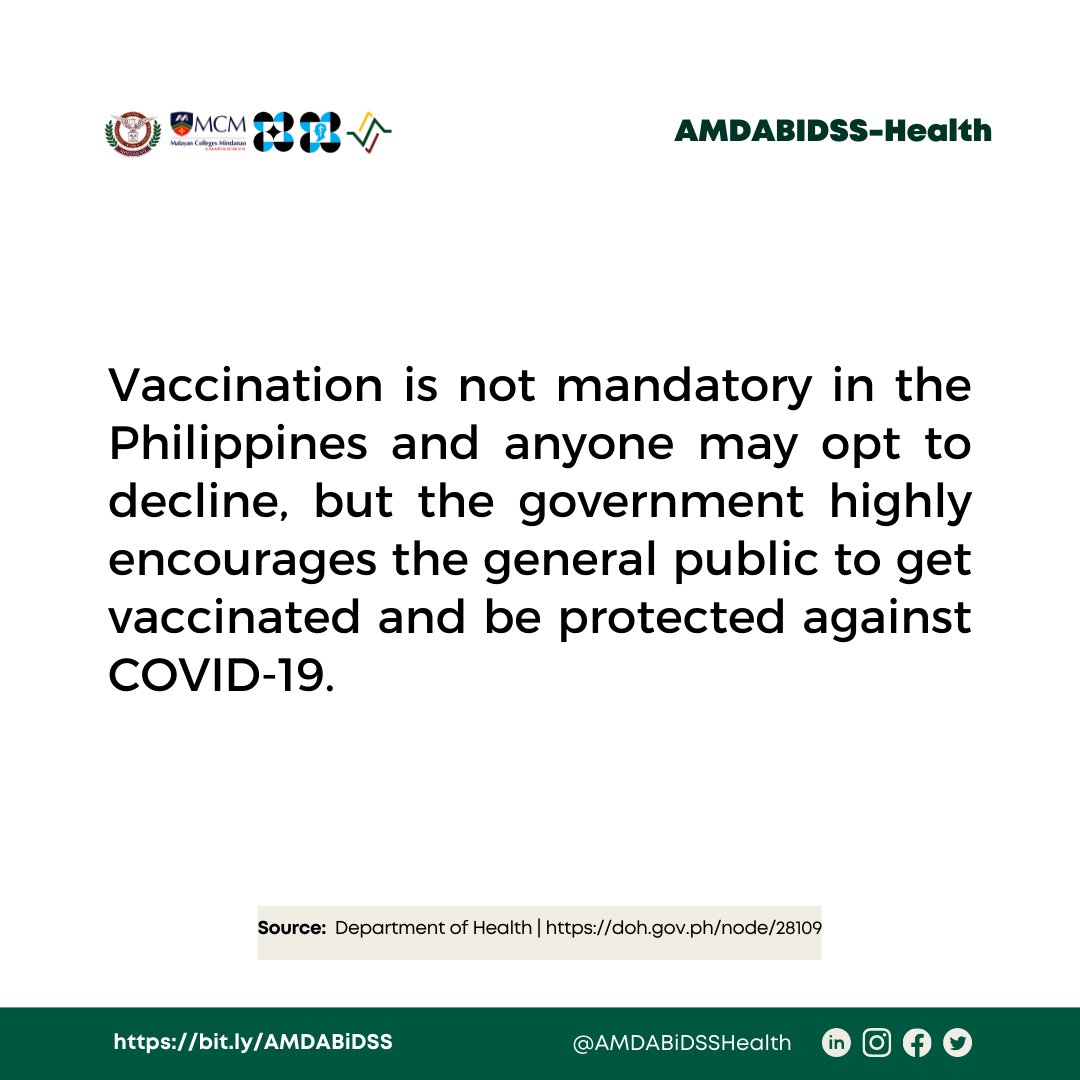 MCM
Malayan Colleges Mindanao
AMDABIDSS-Health
Vaccination is not mandatory in the
Philippines and anyone may opt to
decline, but the government highly
encourages the general public to get
vaccinated and be protected against
COVID-19.
Source: Department of Health | https://doh.gov.ph/node/28109
https://bit.ly/AMDABiDSS
@AMDABiDSSHealth